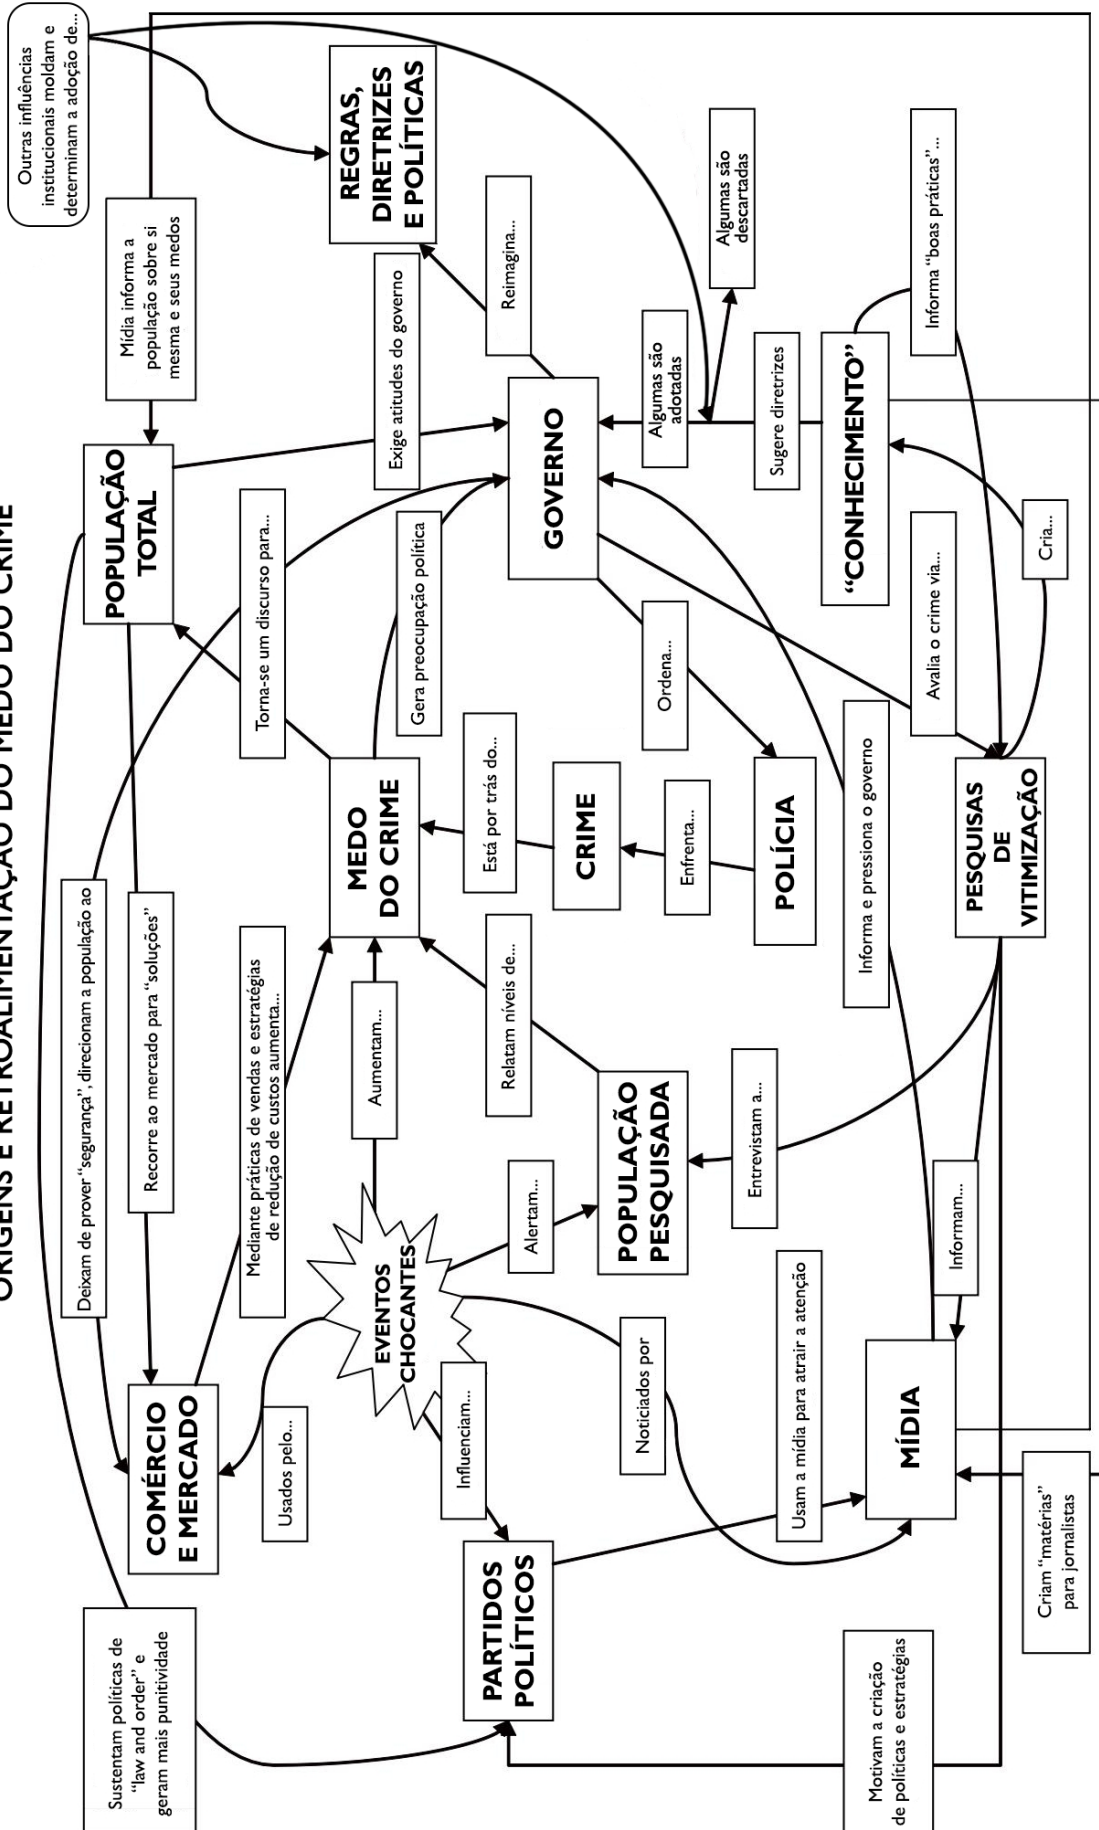 ORIGENS E RETROALIMENTAÇÃO DO MEDO DO CRIME
Outras influências
institucionais moldam e
determinam a adoção de...
Sustentam políticas de
“law and order” e
geram mais punitividade
Deixam de prover “segurança”, direcionam a população ao
POPULAÇÃO
TOTAL
Mídia informa a
população sobre si
mesma e seus medos
COMÉRCIO
E MERCADO
Recorre ao mercado para “soluções”
Mediante práticas de vendas e estratégias
de redução de custos aumenta...
Torna-se um discurso para...
Usados pelo...
EVENTOS
CHOCANTES
Aumentam...
MEDO
DO CRIME
Exige atitudes do governo
REGRAS,
DIRETRIZES
E POLÍTICAS
Gera preocupação política
Influenciam...
PARTIDOS
POLÍTICOS
Está por trás do...
Relatam níveis de...
Reimagina...
Alertam...
GOVERNO
CRIME
POPULAÇÃO
PESQUISADA
Noticiados por
Ordena...
Algumas são
adotadas
Enfrenta...
Algumas são
descartadas
Entrevistam a...
POLÍCIA
Sugere diretrizes
Usam a mídia para atrair a atenção
“CONHECIMENTO”
Informa e pressiona o governo
MÍDIA
Motivam a criação
de políticas e estratégias
Avalia o crime via...
Informa “boas práticas”...
Informam...
PESQUISAS
DE
VITIMIZAÇÃO
Cria...
Criam “matérias”
para jornalistas